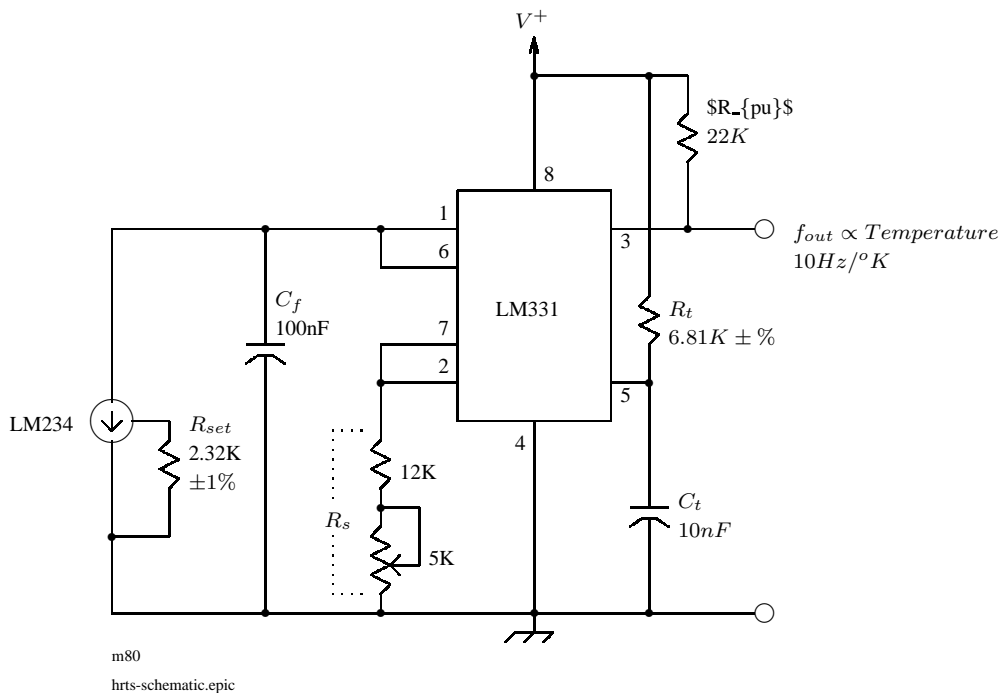 V⁺
$R_{pu}$
22K
8
1
6
7
2
4
3
5
LM331
f_out ∝ Temperature
10Hz/°K
C_f
100nF
R_t
6.81K ± %
LM234
R_set
2.32K
±1%
12K
R_s
5K
C_t
10nF
m80
hrts-schematic.epic